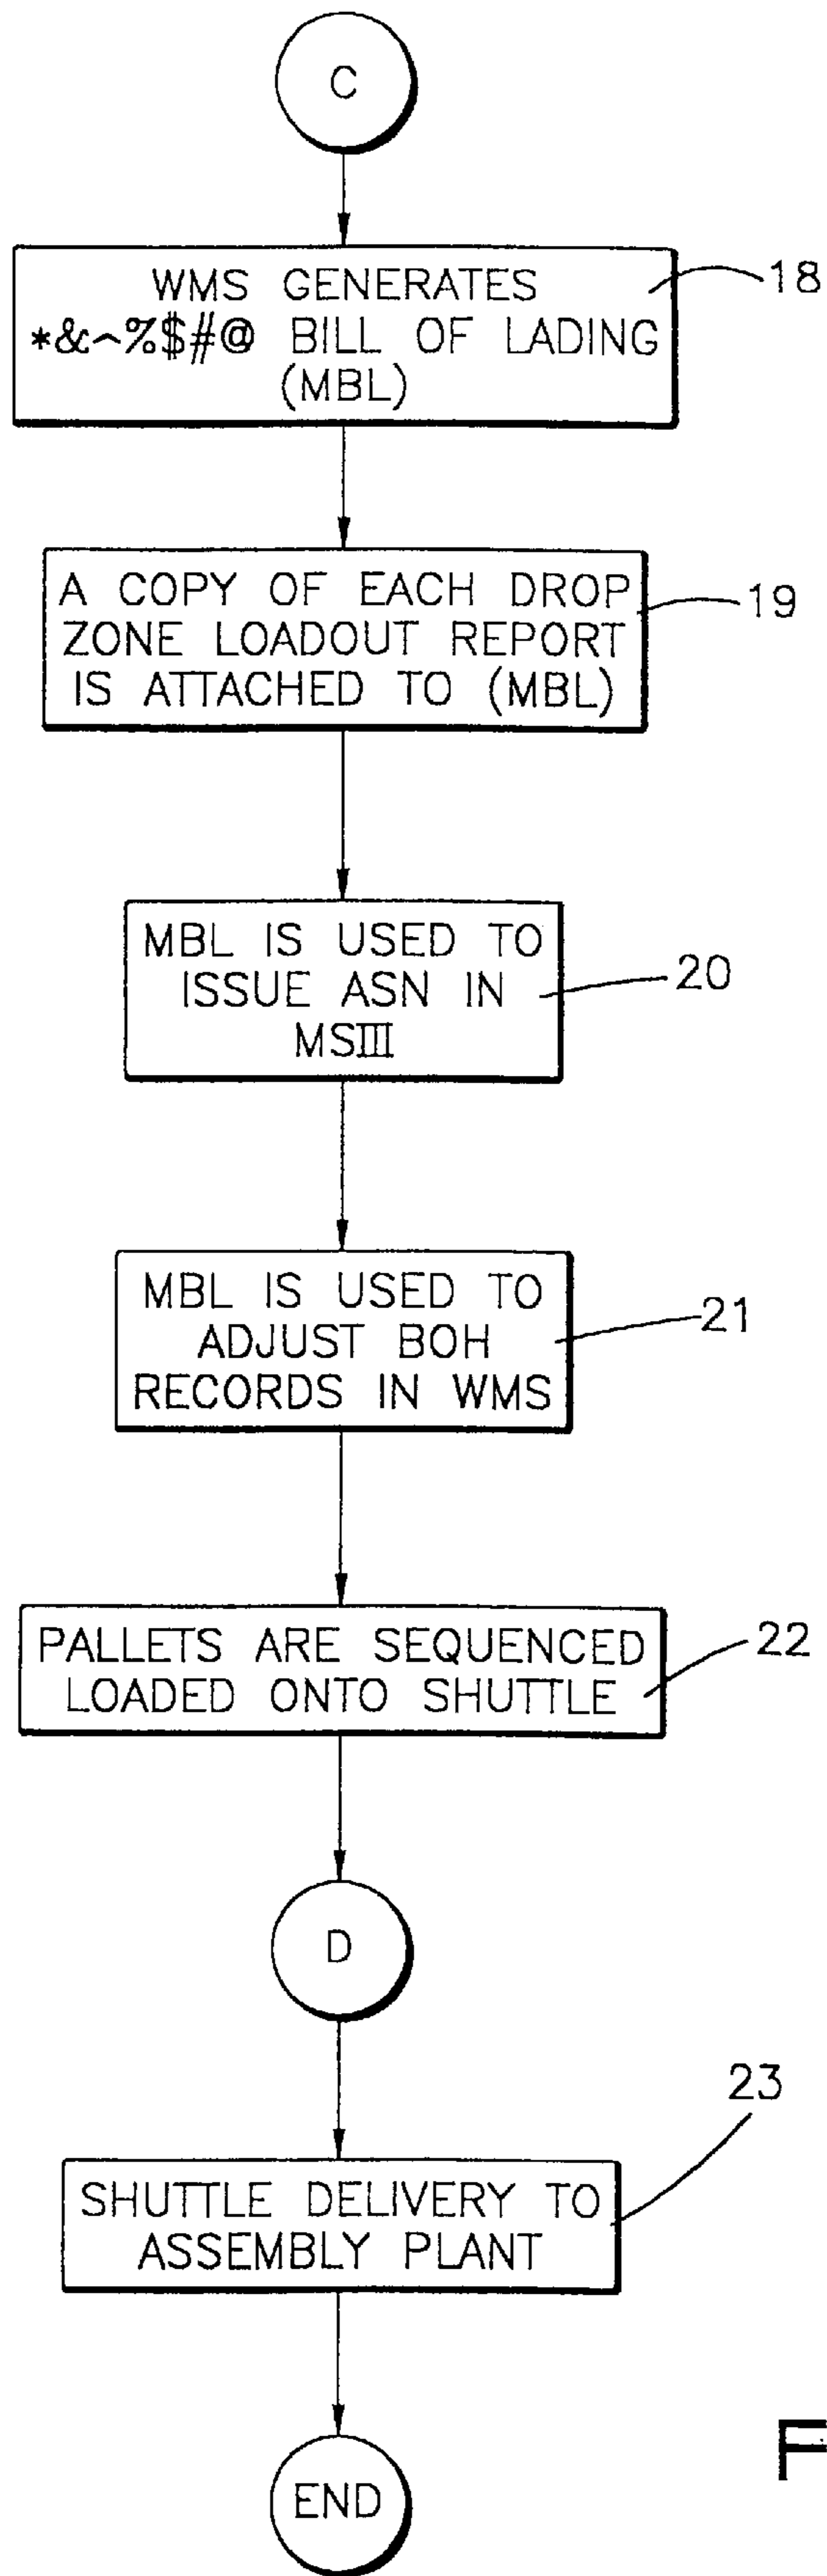 C
WMS GENERATES
*&~%$#@ BILL OF LADING
(MBL)
18
A COPY OF EACH DROP
ZONE LOADOUT REPORT
IS ATTACHED TO (MBL)
19
MBL IS USED TO
ISSUE ASN IN
MSIII
20
MBL IS USED TO
ADJUST BOH
RECORDS IN WMS
21
PALLETS ARE SEQUENCED
LOADED ONTO SHUTTLE
22
D
23
SHUTTLE DELIVERY TO
ASSEMBLY PLANT
END
F